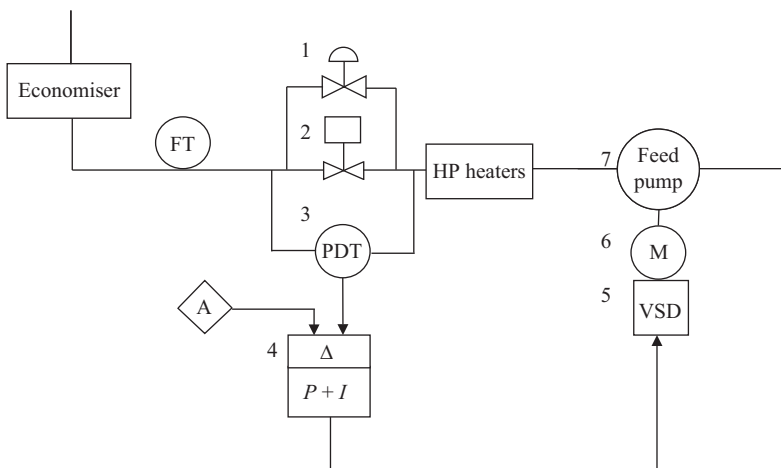 1
Economiser
2
FT
HP heaters
7
Feed
pump
3
PDT
6
M
5
VSD
A
4
Δ
P + I